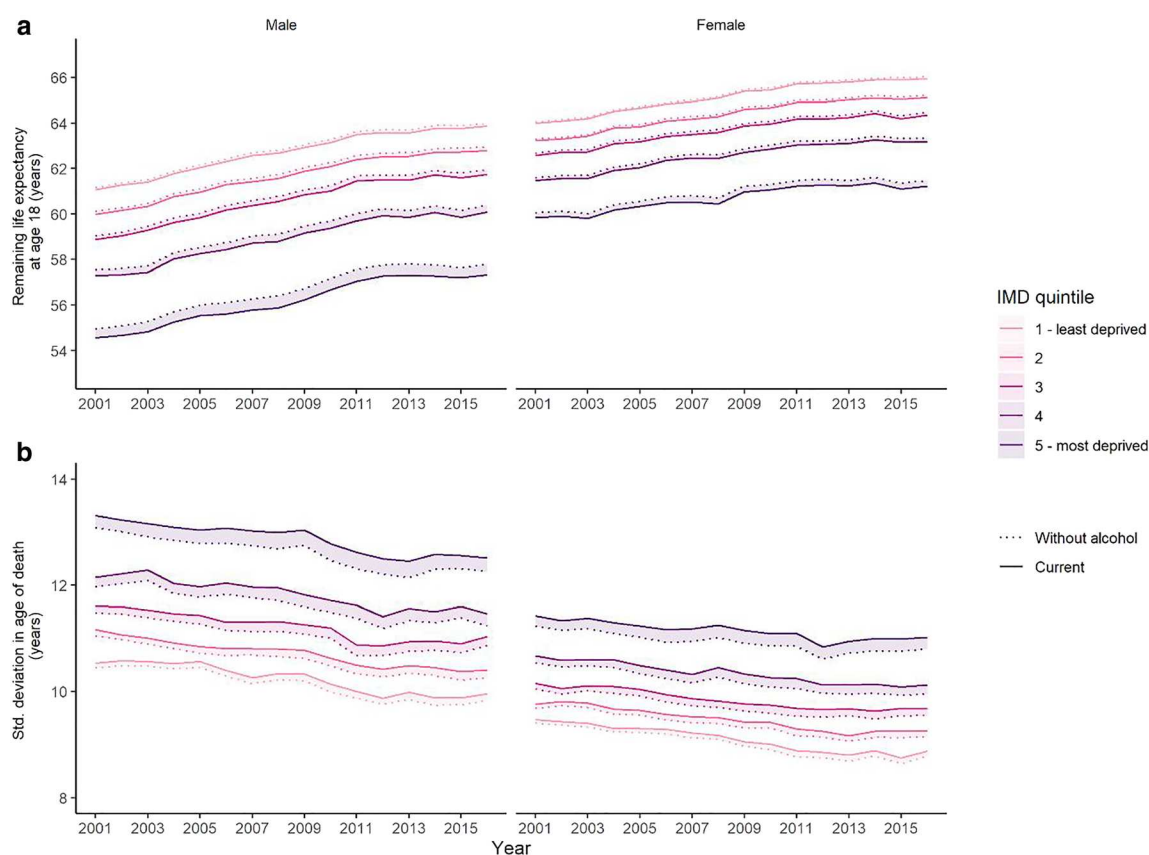 a
Male
Female
Remaining life expectancy
at age 18 (years)
66
64
62
60
58
56
54
2001 2003 2005 2007 2009 2011 2013 2015
2001 2003 2005 2007 2009 2011 2013 2015
IMD quintile
1 - least deprived
2
3
4
5 - most deprived
Without alcohol
Current
b
Std. deviation in age of death
(years)
14
12
10
8
2001 2003 2005 2007 2009 2011 2013 2015
2001 2003 2005 2007 2009 2011 2013 2015
Year